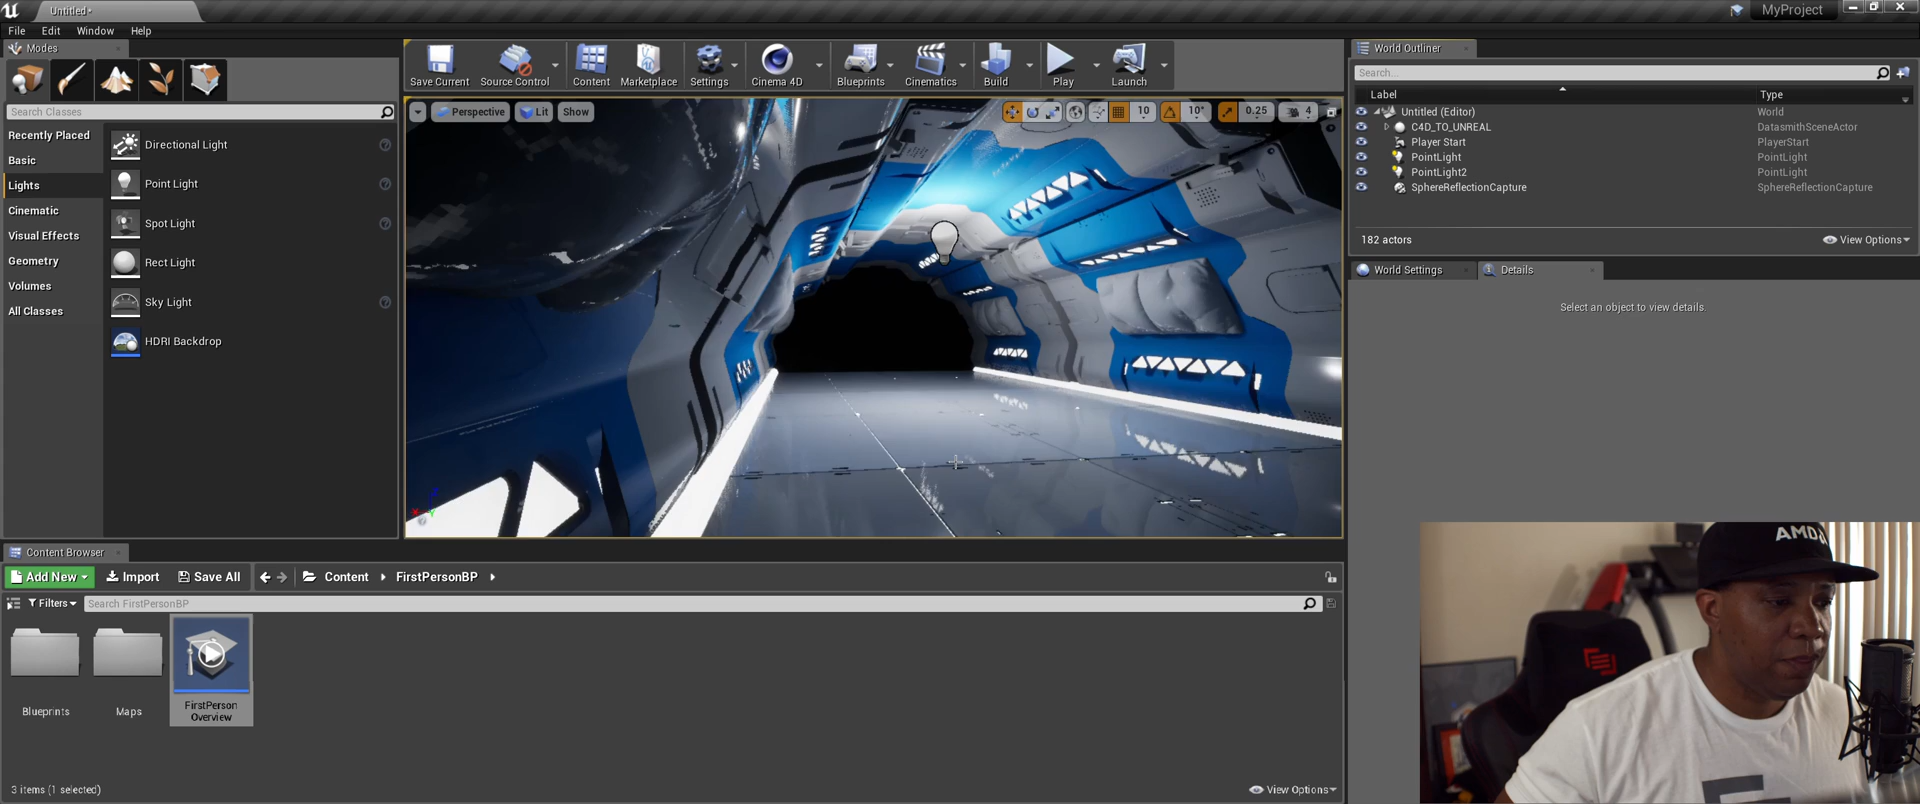 Untitled*
MyProject
File Edit Window Help
Modes
Search Classes
Recently Placed
Basic
Lights
Cinematic
Visual Effects
Geometry
Volumes
All Classes
Directional Light
Point Light
Spot Light
Rect Light
Sky Light
HDRI Backdrop
Save Current Source Control Content Marketplace Settings Cinema 4D Blueprints Cinematics Build Play Launch
Perspective Lit Show 10 10° 0.25 4
World Outliner
Search...
Label Type
Untitled (Editor) World
C4D_TO_UNREAL DatasmithSceneActor
Player Start PlayerStart
PointLight PointLight
PointLight2 PointLight
SphereReflectionCapture SphereReflectionCapture
182 actors View Options
World Settings Details
Select an object to view details.
Content Browser
Add New Import Save All Content FirstPersonBP
Filters Search FirstPersonBP
Blueprints
Maps
FirstPerson
Overview
3 items (1 selected) View Options
AMD